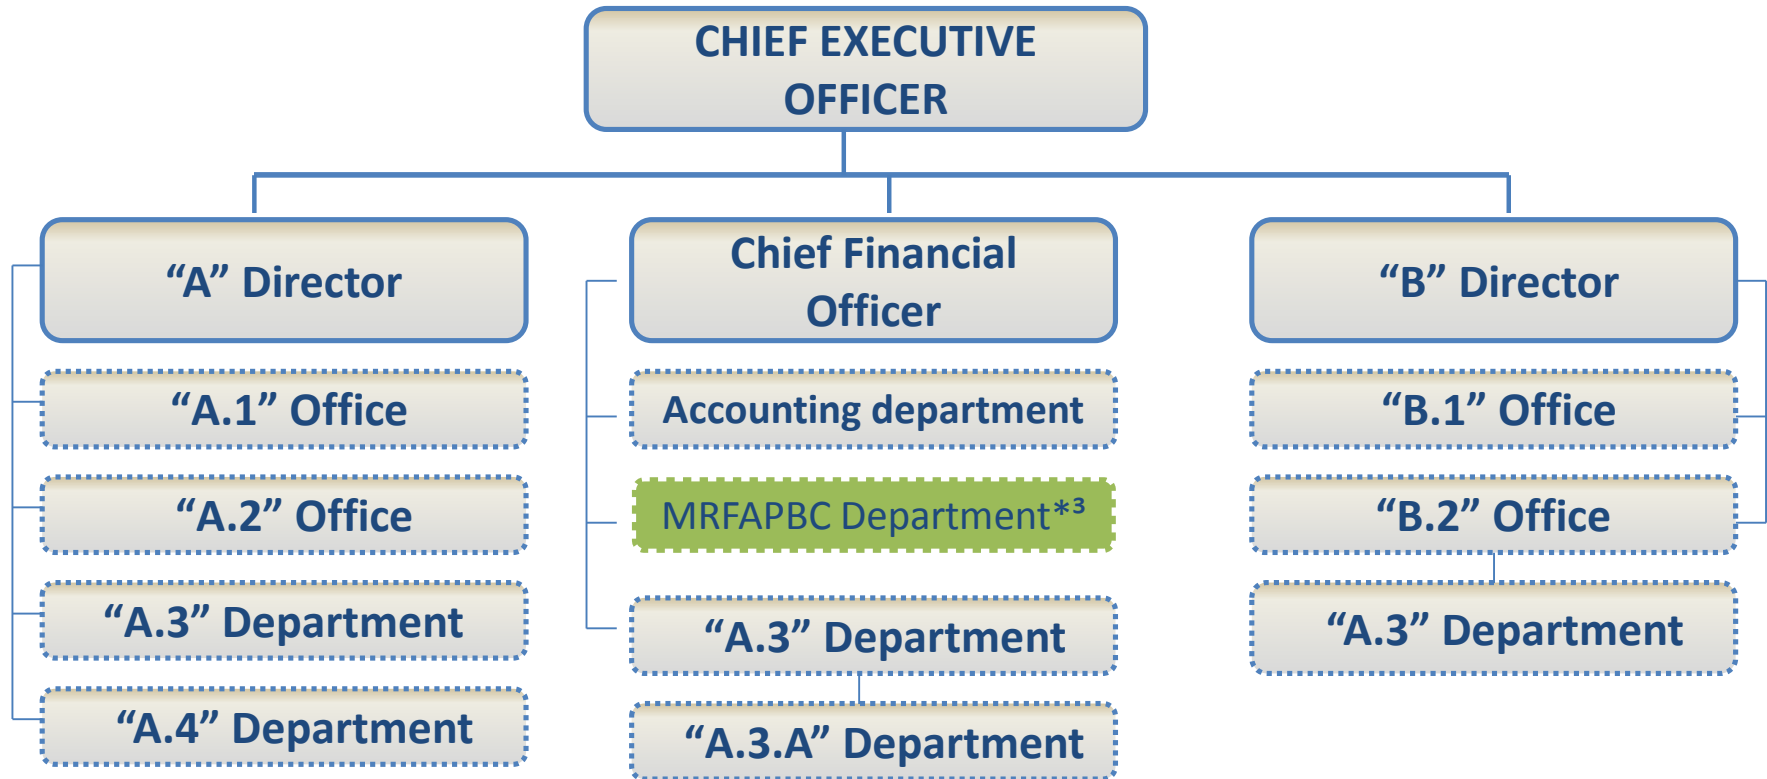 CHIEF EXECUTIVE
OFFICER
“A” Director
Chief Financial
Officer
“B” Director
“A.1” Office
Accounting department
“B.1” Office
“A.2” Office
MRFAPBC Department*³
“B.2” Office
“A.3” Department
“A.3” Department
“A.3” Department
“A.4” Department
“A.3.A” Department